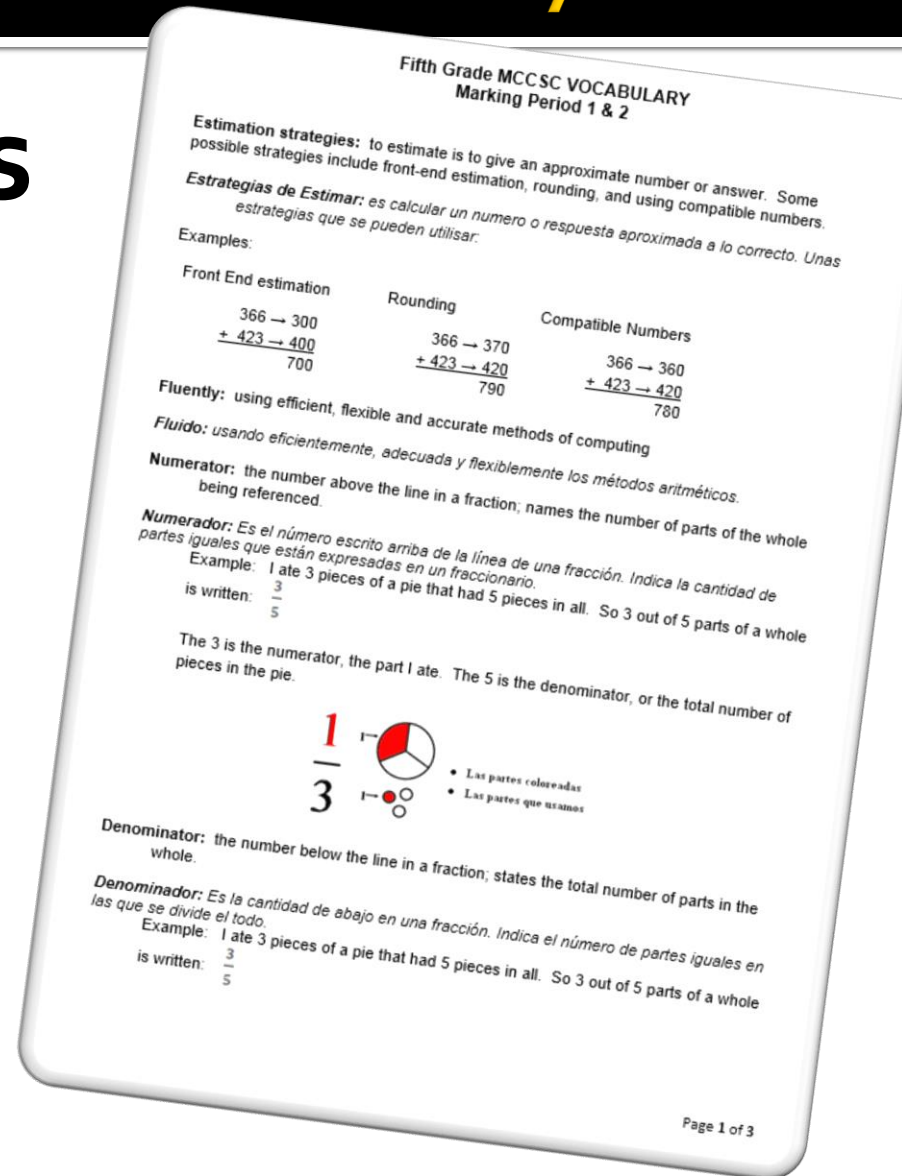 s
Fifth Grade MCCSC VOCABULARY
Marking Period 1 & 2
Estimation strategies: to estimate is to give an approximate number or answer. Some
possible strategies include front-end estimation, rounding, and using compatible numbers.
Estrategias de Estimar: es calcular un numero o respuesta aproximada a lo correcto. Unas
estrategias que se pueden utilisar:
Examples:
Front End estimation
366 → 300
+ 423 → 400
700
Rounding
366 → 370
+ 423 → 420
790
Compatible Numbers
366 → 360
+ 423 → 420
780
Fluently: using efficient, flexible and accurate methods of computing
Fluido: usando eficientemente, adecuada y flexiblemente los métodos aritméticos.
Numerator: the number above the line in a fraction; names the number of parts of the whole
being referenced.
Numerador: Es el número escrito arriba de la línea de una fracción. Indica la cantidad de
partes iguales que están expresadas en un fraccionario.
Example: I ate 3 pieces of a pie that had 5 pieces in all. So 3 out of 5 parts of a whole
is written: 3
5
The 3 is the numerator, the part I ate. The 5 is the denominator, or the total number of
pieces in the pie.
1
3
• Las partes coloreadas
• Las partes que usamos
Denominator: the number below the line in a fraction; states the total number of parts in the
whole.
Denominador: Es la cantidad de abajo en una fracción. Indica el número de partes iguales en
las que se divide el todo.
Example: I ate 3 pieces of a pie that had 5 pieces in all. So 3 out of 5 parts of a whole
is written: 3
5
Page 1 of 3